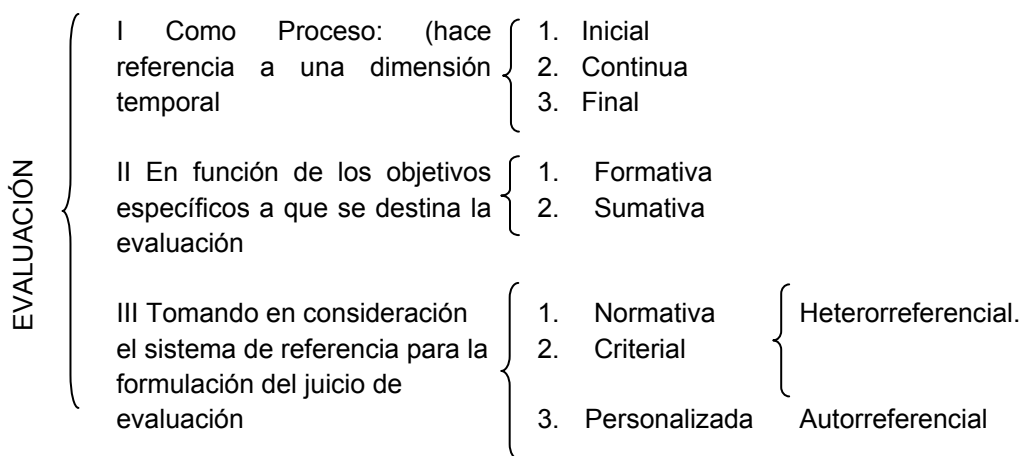 EVALUACIÓN
I Como Proceso: (hace
referencia a una dimensión
temporal
1. Inicial
2. Continua
3. Final
II En función de los objetivos
específicos a que se destina la
evaluación
1. Formativa
2. Sumativa
III Tomando en consideración
el sistema de referencia para la
formulación del juicio de
evaluación
1. Normativa
2. Criterial
Heterorreferencial.
3. Personalizada
Autorreferencial